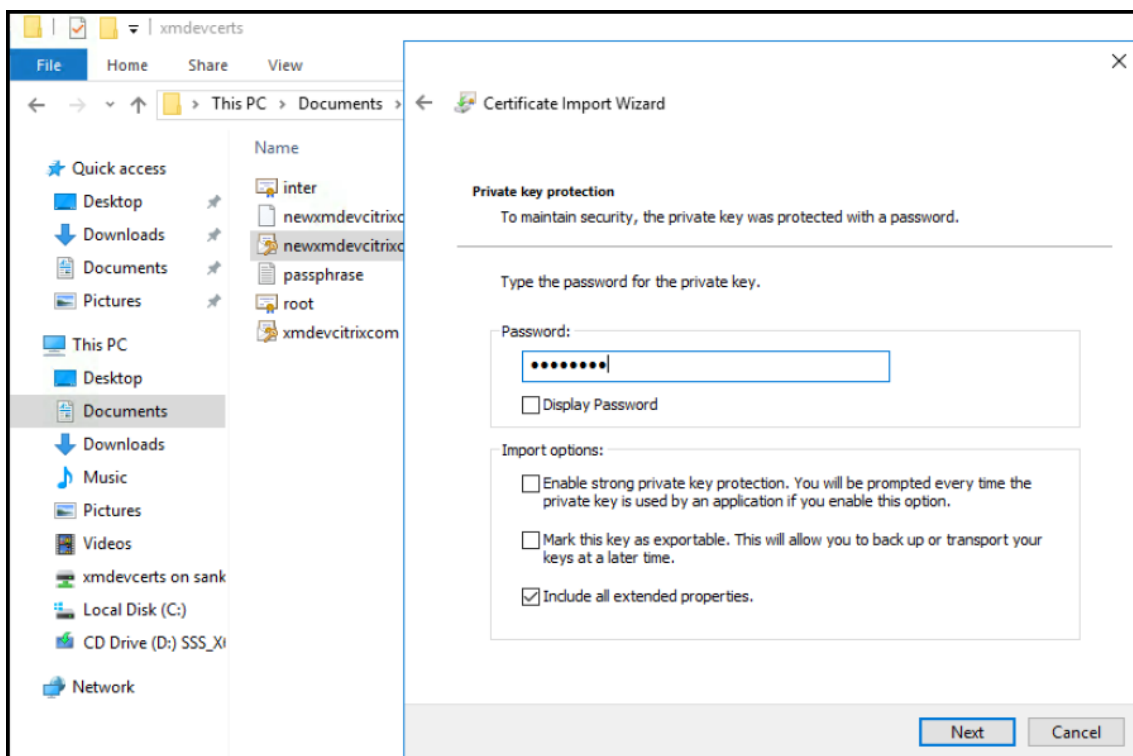 xmdevcerts
File Home Share View
This PC > Documents >
Name
Quick access
Desktop
Downloads
Documents
Pictures
This PC
Desktop
Documents
Downloads
Music
Pictures
Videos
xmdevcerts on sank
Local Disk (C:)
CD Drive (D:) SSS_X
Network
inter
newxmdevcitrixc
newxmdevcitrixc
passphrase
root
xmdevcitrixcom
Certificate Import Wizard
Private key protection
To maintain security, the private key was protected with a password.
Type the password for the private key.
Password:
••••••••
Display Password
Import options:
Enable strong private key protection. You will be prompted every time the
private key is used by an application if you enable this option.
Mark this key as exportable. This will allow you to back up or transport your
keys at a later time.
Include all extended properties.
Next Cancel